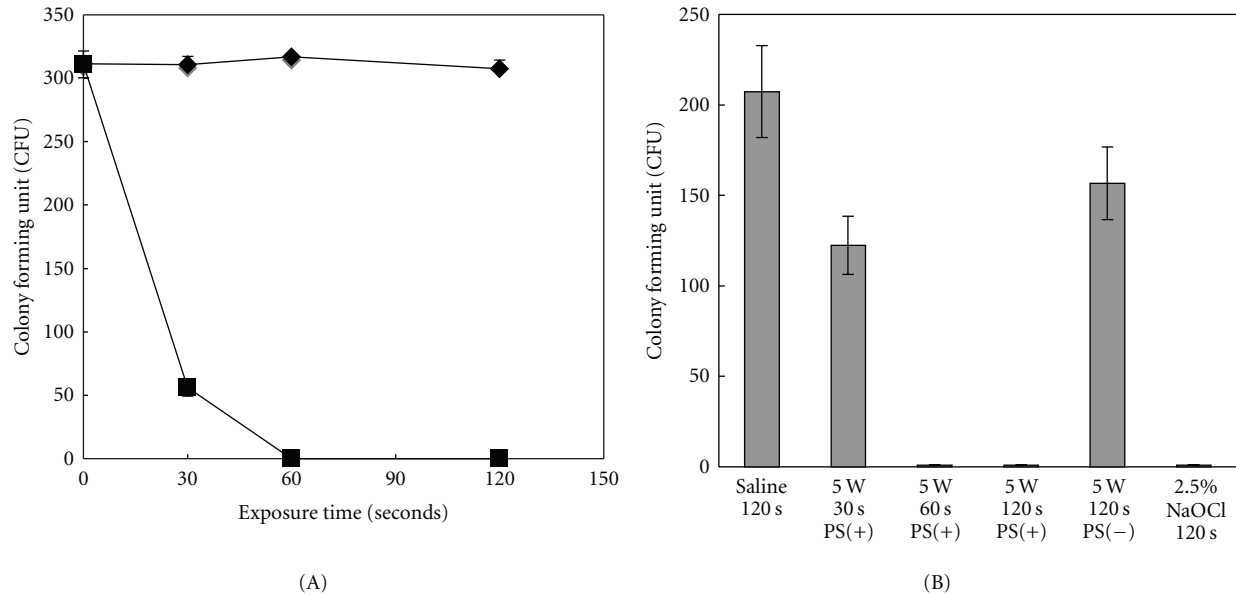 350
300
250
200
150
100
50
0
Colony forming unit (CFU)
0 30 60 90 120 150
Exposure time (seconds)
(A)
250
200
150
100
50
0
Colony forming unit (CFU)
Saline 5 W 5 W 5 W 5 W 2.5%
120 s 30 s 60 s 120 s 120 s NaOCl
PS(+) PS(+) PS(+) PS(−) 120 s
(B)